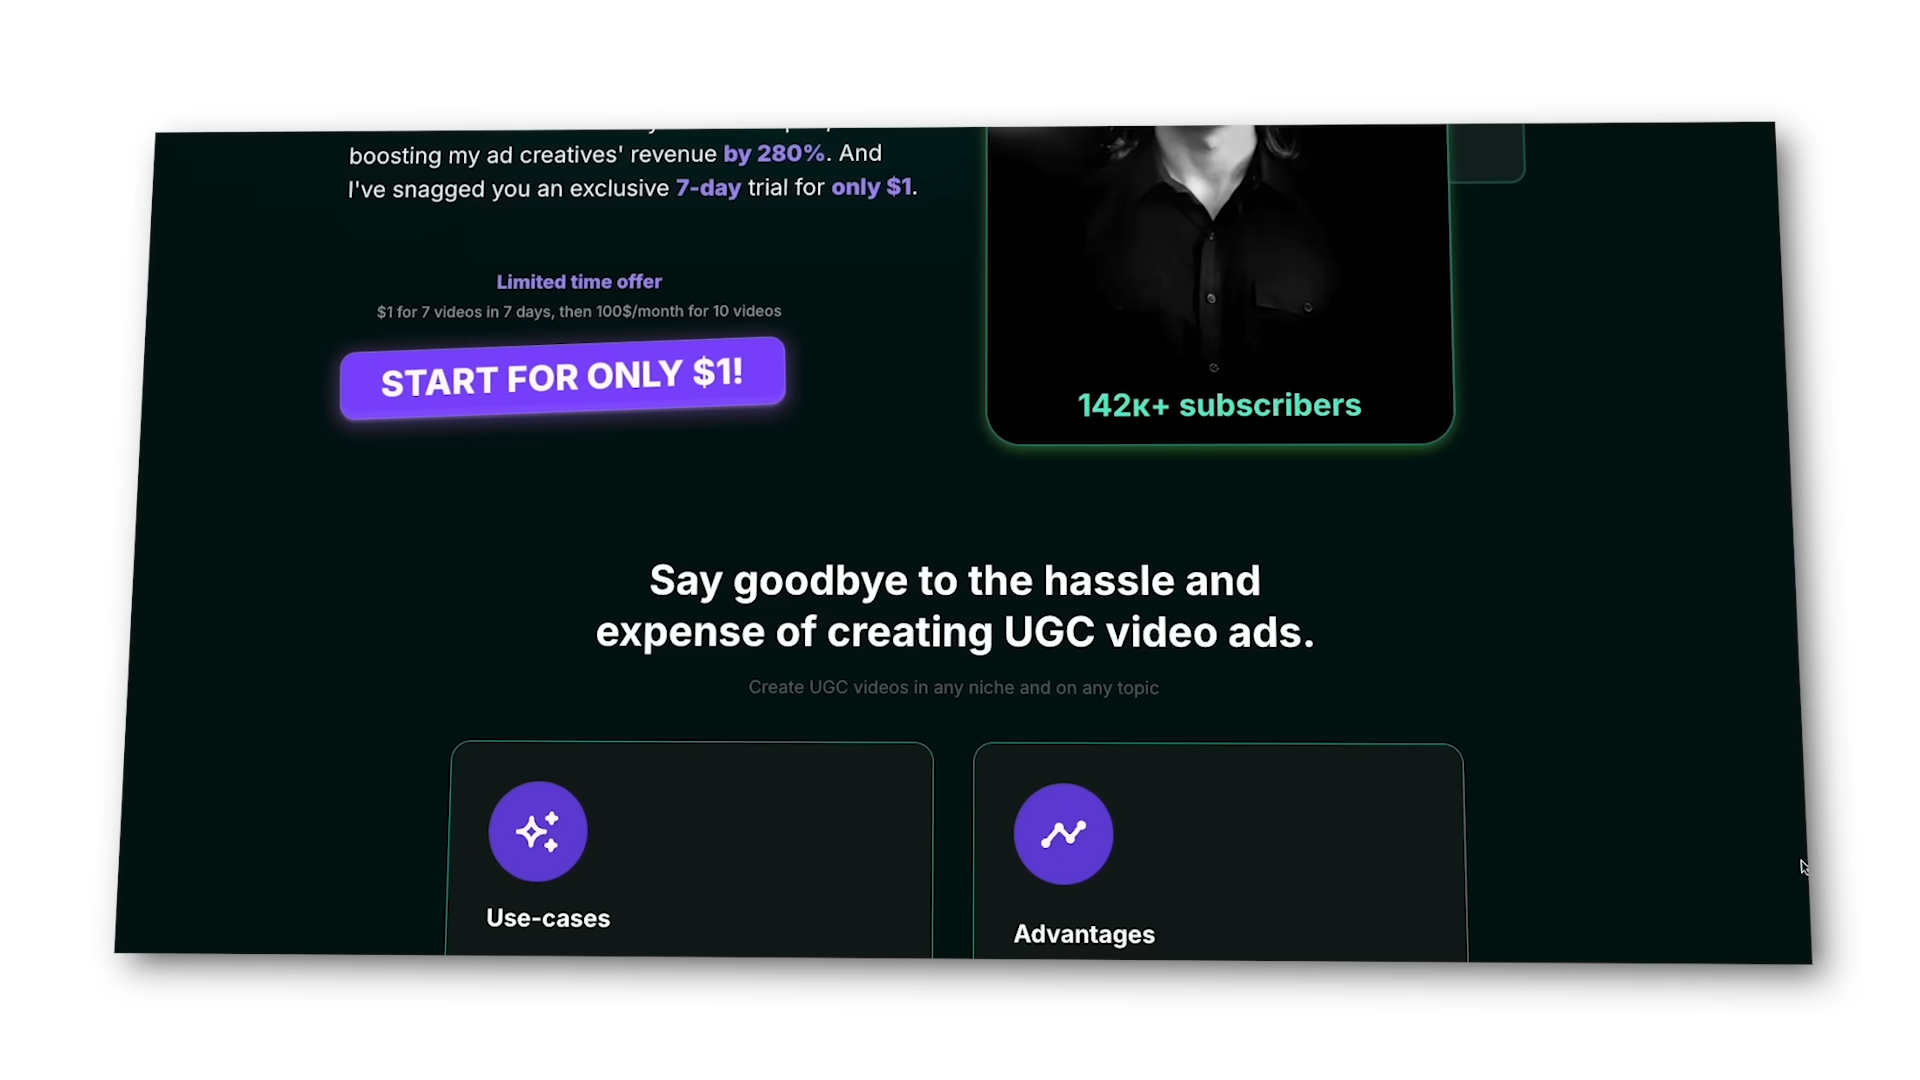 boosting my ad creatives' revenue by 280%. And
I've snagged you an exclusive 7-day trial for only $1.
Limited time offer
$1 for 7 videos in 7 days, then 100$/month for 10 videos
START FOR ONLY $1!
142K+ subscribers
Say goodbye to the hassle and
expense of creating UGC video ads.
Create UGC videos in any niche and on any topic
Use-cases
Advantages